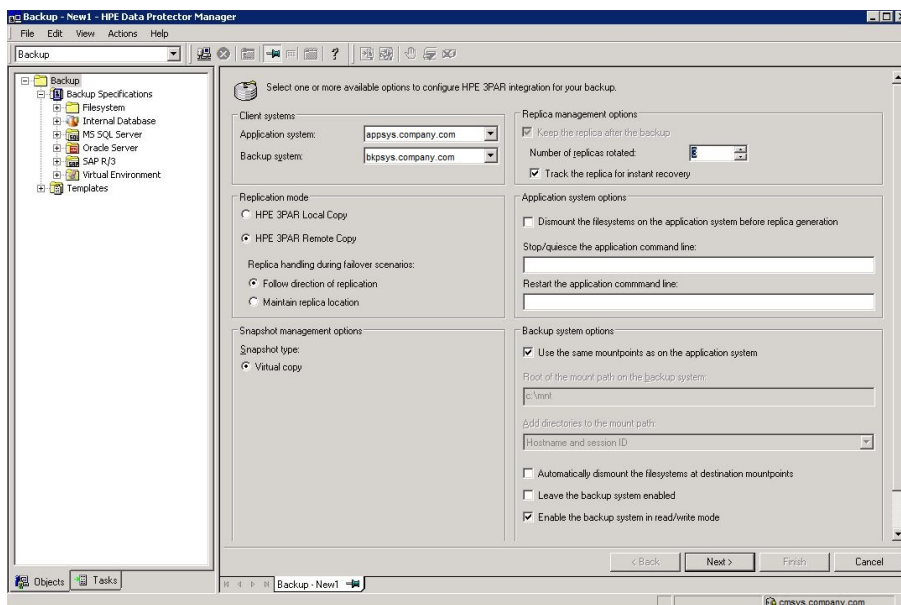 Backup - New1 - HPE Data Protector Manager
File Edit View Actions Help
Backup
Backup
Backup Specifications
Filesystem
Internal Database
MS SQL Server
Oracle Server
SAP R/3
Virtual Environment
Templates
Select one or more available options to configure HPE 3PAR integration for your backup.
Client systems
Application system: appsys.company.com
Backup system: bkpsys.company.com
Replica management options
Keep the replica after the backup
Number of replicas rotated: 3
Track the replica for instant recovery
Replication mode
HPE 3PAR Local Copy
HPE 3PAR Remote Copy
Replica handling during failover scenarios:
Follow direction of replication
Maintain replica location
Application system options
Dismount the filesystems on the application system before replica generation
Stop/quiesce the application command line:
Restart the application commmand line:
Snapshot management options
Snapshot type:
Virtual copy
Backup system options
Use the same mountpoints as on the application system
Root of the mount path on the backup system:
c:\mnt
Add directories to the mount path:
Hostname and session ID
Automatically dismount the filesystems at destination mountpoints
Leave the backup system enabled
Enable the backup system in read/write mode
< Back Next > Finish Cancel
Objects Tasks
Backup - New1
cmsys.company.com